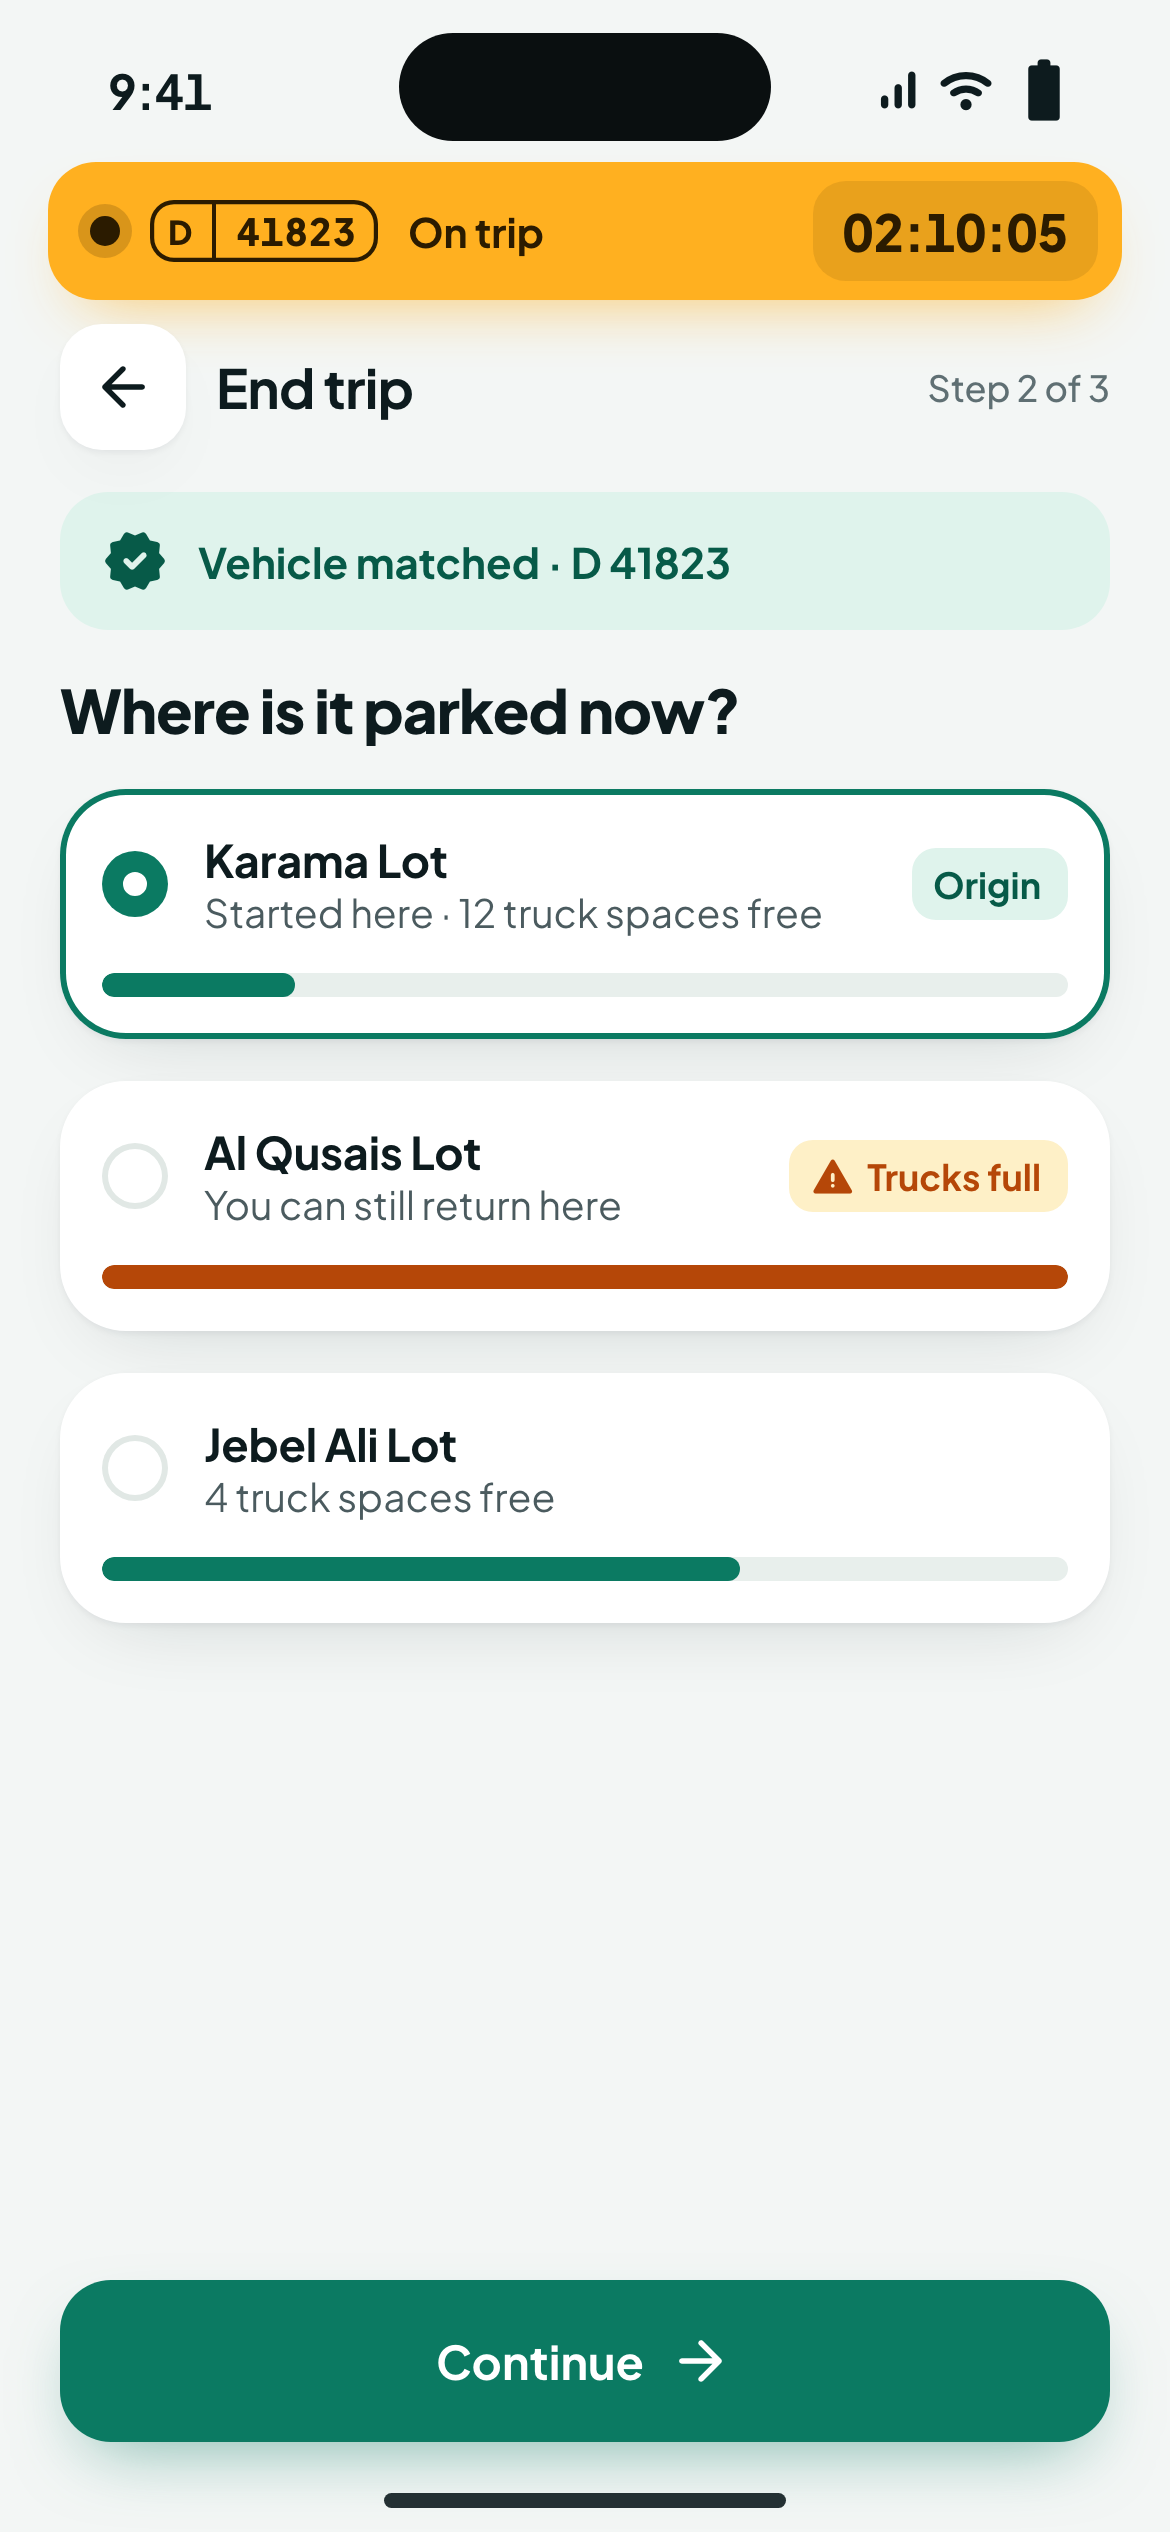 9:41
D 41823 On trip 02:10:05
End trip Step 2 of 3
Vehicle matched · D 41823
Where is it parked now?
Karama Lot
Started here · 12 truck spaces free
Origin
Al Qusais Lot
You can still return here
Trucks full
Jebel Ali Lot
4 truck spaces free
Continue